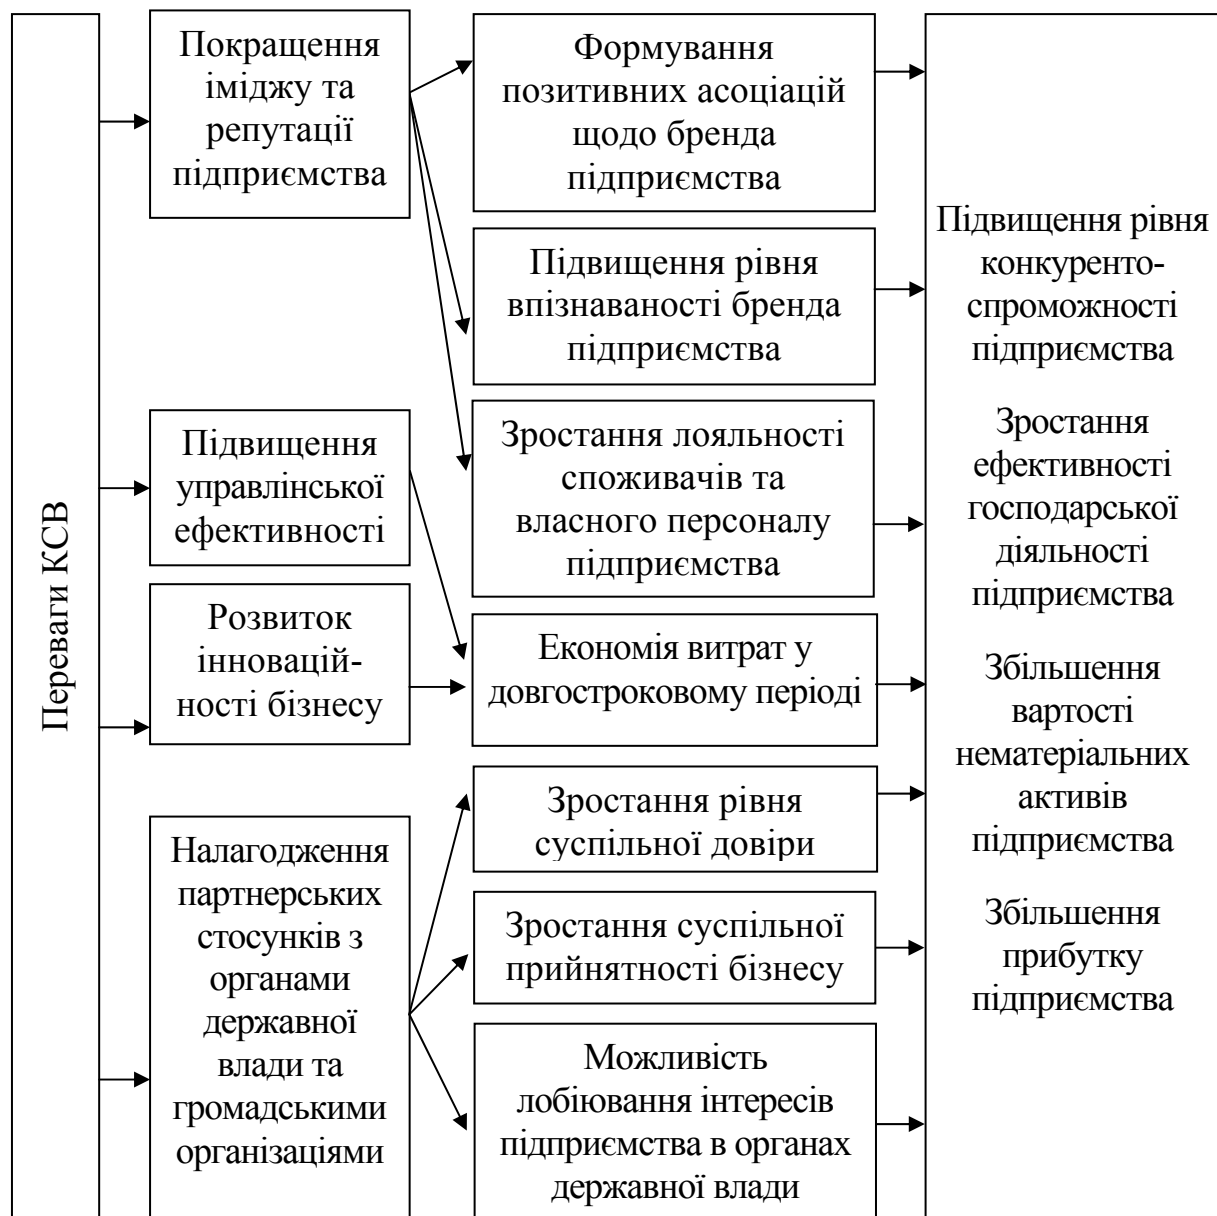 Переваги КСВ
Покращення
іміджу та
репутації
підприємства
Підвищення
управлінської
ефективності
Розвиток
інновацій-
ності бізнесу
Налагодження
партнерських
стосунків з
органами
державної
влади та
громадськими
організаціями
Формування
позитивних асоціацій
щодо бренда
підприємства
Підвищення рівня
впізнаваності бренда
підприємства
Зростання лояльності
споживачів та
власного персоналу
підприємства
Економія витрат у
довгостроковому періоді
Зростання рівня
суспільної довіри
Зростання суспільної
прийнятності бізнесу
Можливість
лобіювання інтересів
підприємства в органах
державної влади
Підвищення рівня
конкуренто-
спроможності
підприємства
Зростання
ефективності
господарської
діяльності
підприємства
Збільшення
вартості
нематеріальних
активів
підприємства
Збільшення
прибутку
підприємства